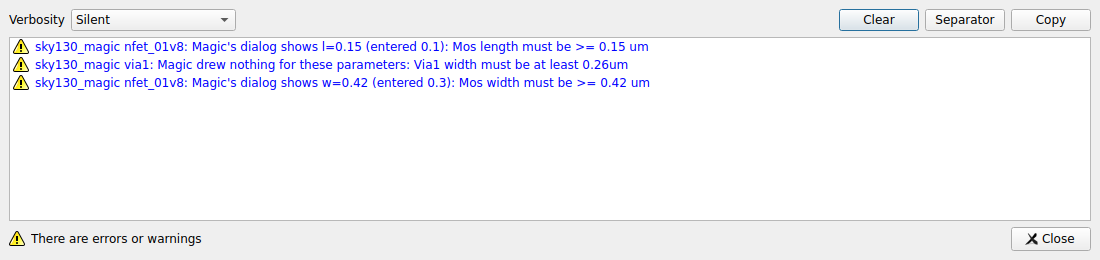 Verbosity Silent Clear Separator Copy
sky130_magic nfet_01v8: Magic's dialog shows l=0.15 (entered 0.1): Mos length must be >= 0.15 um
sky130_magic via1: Magic drew nothing for these parameters: Via1 width must be at least 0.26um
sky130_magic nfet_01v8: Magic's dialog shows w=0.42 (entered 0.3): Mos width must be >= 0.42 um
There are errors or warnings Close